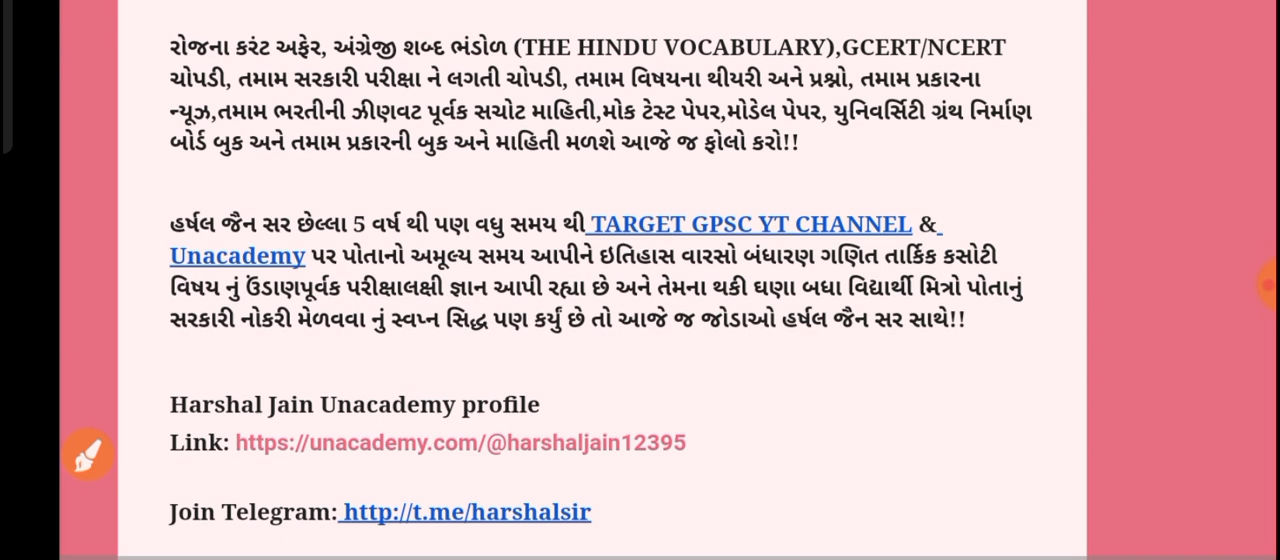 રોજના કરંટ અફેર, અંગ્રેજી શબ્દ ભંડોળ (THE HINDU VOCABULARY),GCERT/NCERT
ચોપડી, તમામ સરકારી પરીક્ષા ને લગતી ચોપડી, તમામ વિષયના થીયરી અને પ્રશ્નો, તમામ પ્રકારના
ન્યૂઝ,તમામ ભરતીની ઝીણવટ પૂર્વક સચોટ માહિતી,મોક ટેસ્ટ પેપર,મોડેલ પેપર, યુનિવર્સિટી ગ્રંથ નિર્માણ
બોર્ડ બુક અને તમામ પ્રકારની બુક અને માહિતી મળશે આજે જ ફોલો કરો!!
હર્ષલ જૈન સર છેલ્લા 5 વર્ષ થી પણ વધુ સમય થી TARGET GPSC YT CHANNEL &
Unacademy પર પોતાનો અમૂલ્ય સમય આપીને ઇતિહાસ વારસો બંધારણ ગણિત તાર્કિક કસોટી
વિષય નું ઉંડાણપૂર્વક પરીક્ષાલક્ષી જ્ઞાન આપી રહ્યા છે અને તેમના થકી ઘણા બધા વિદ્યાર્થી મિત્રો પોતાનું
સરકારી નોકરી મેળવવા નું સ્વપ્ન સિદ્ધ પણ કર્યું છે તો આજે જ જોડાઓ હર્ષલ જૈન સર સાથે!!
Harshal Jain Unacademy profile
Link: https://unacademy.com/@harshaljain12395
Join Telegram: http://t.me/harshalsir